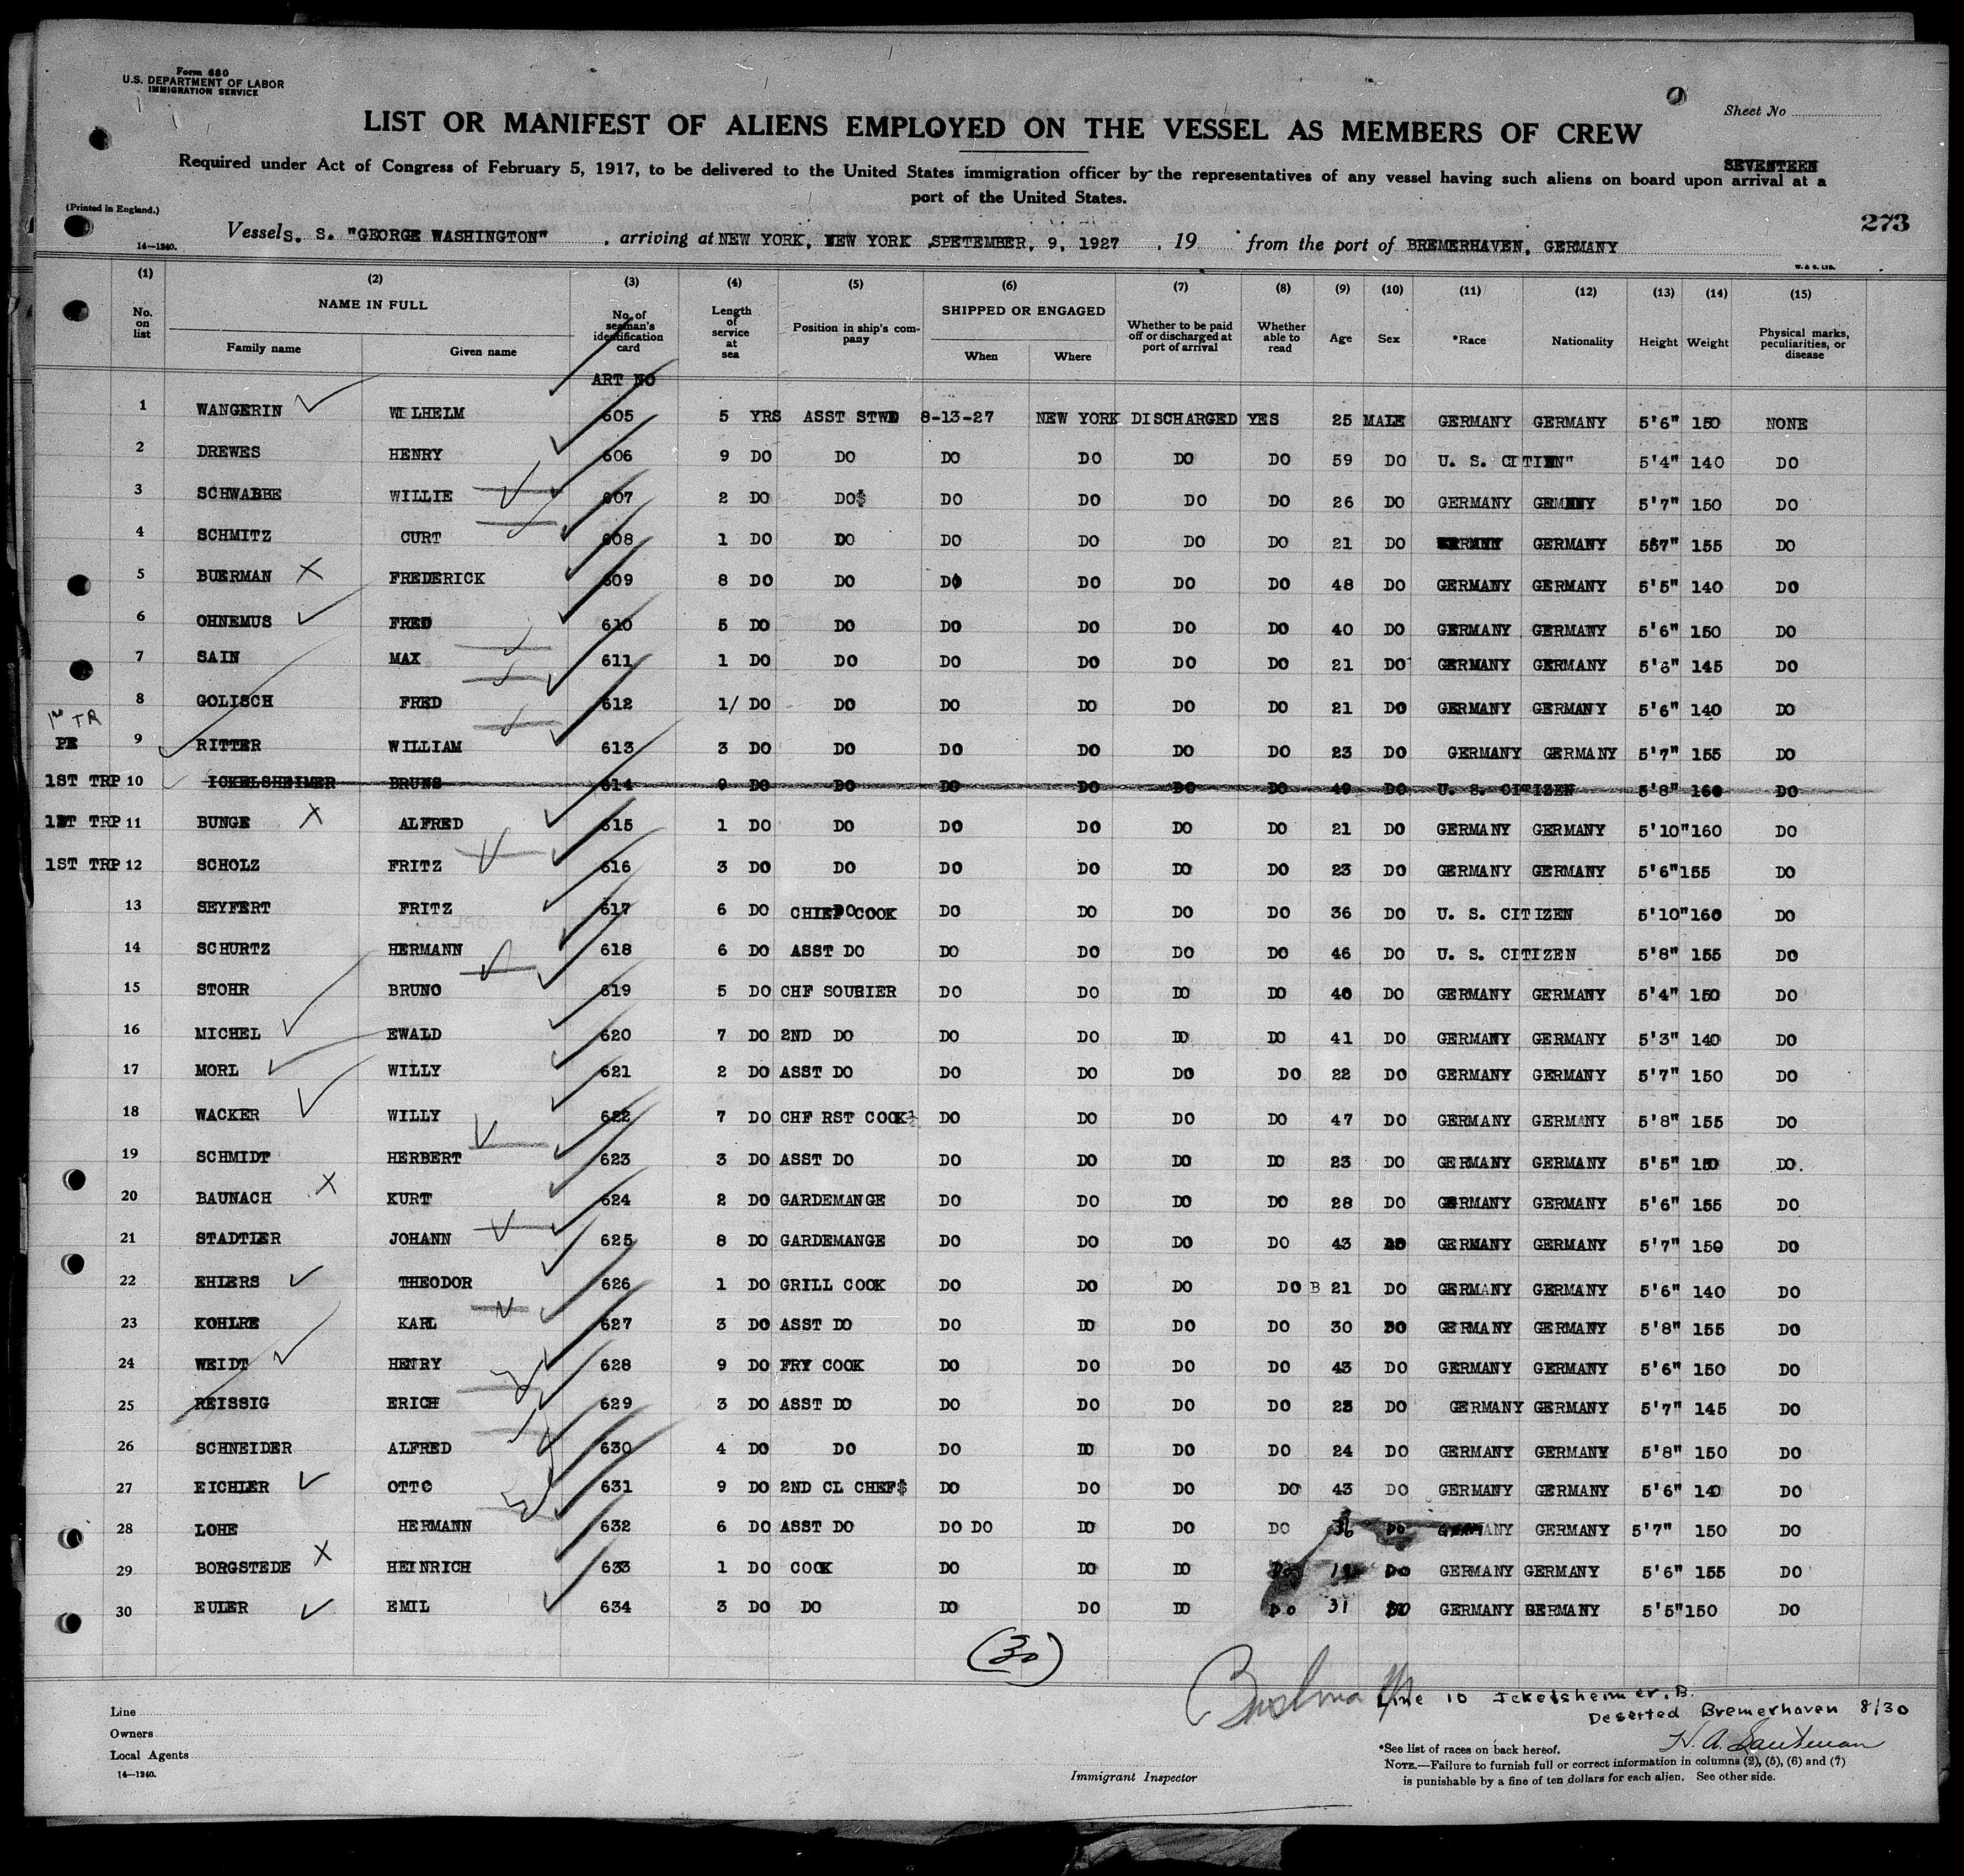 Form 680
U.S. DEPARTMENT OF LABOR
IMMIGRATION SERVICE
Sheet No
LIST OR MANIFEST OF ALIENS EMPLOYED ON THE VESSEL AS MEMBERS OF CREW
SEVENTEEN
Required under Act of Congress of February 5, 1917, to be delivered to the United States immigration officer by the representatives of any vessel having such aliens on board upon arrival at a
port of the United States.
(Printed in England.)
273
14—1240.
Vessel S. S. "GEORGE WASHINGTON" , arriving at NEW YORK, NEW YORK SPETEMBER, 9, 1927 , 19 from the port of BREMERHAVEN, GERMANY
W. & S. LTD.
(1) (2) (3) (4) (5) (6) (7) (8) (9) (10) (11) (12) (13) (14) (15)
No. on list NAME IN FULL Family name Given name No. of seaman's identification card Length of service at sea Position in ship's company SHIPPED OR ENGAGED When Where Whether to be paid off or discharged at port of arrival Whether able to read Age Sex *Race Nationality Height Weight Physical marks, peculiarities, or disease
ART NO
1 WANGERIN WILHELM 605 5 YRS ASST STWD 8-13-27 NEW YORK DISCHARGED YES 25 MALE GERMANY GERMANY 5'6" 150 NONE
2 DREWES HENRY 606 9 DO DO DO DO DO DO 59 DO U. S. CITIEN" 5'4" 140 DO
3 SCHWABBE WILLIE 607 2 DO DO$ DO DO DO DO 26 DO GERMANY GEMNNY 5'7" 150 DO
4 SCHMITZ CURT 608 1 DO DO DO DO DO DO 21 DO GERMANY 557" 155 DO
5 BUERMAN FREDERICK 609 8 DO DO DO DO DO DO 48 DO GERMANY GERMANY 5'5" 140 DO
6 OHNEMUS FRED 610 5 DO DO DO DO DO DO 40 DO GERMANY GERMANY 5'6" 150 DO
7 SAIN MAX 611 1 DO DO DO DO DO DO 21 DO GERMANY GERMANY 5'6" 145 DO
8 GOLISCH FRED 612 1/ DO DO DO DO DO DO 21 DO GERMANY GERMANY 5'6" 140 DO
1st TR
PE 9 RITTER WILLIAM 613 3 DO DO DO DO DO DO 23 DO GERMANY GERMANY 5'7" 155 DO
1ST TRP 10 ICKELSHEIMER BRUNS 614 9 DO DO DO DO DO DO 49 DO U. S. CITIZEN 5'8" 160 DO
1ST TRP 11 BUNGE ALFRED 615 1 DO DO DO DO DO DO 21 DO GERMANY GERMANY 5'10" 160 DO
1ST TRP 12 SCHOLZ FRITZ 616 3 DO DO DO DO DO DO 23 DO GERMANY GERMANY 5'6" 155 DO
13 SEYFERT FRITZ 617 6 DO CHIEF COOK DO DO DO DO 36 DO U. S. CITIZEN 5'10" 160 DO
14 SCHURTZ HERMANN 618 6 DO ASST DO DO DO DO DO 46 DO U. S. CITIZEN 5'8" 155 DO
15 STOHR BRUNO 619 5 DO CHF SOURIER DO DO DO DO 40 DO GERMANY GERMANY 5'4" 150 DO
16 MICHEL EWALD 620 7 DO 2ND DO DO DO DO DO 41 DO GERMANY GERMANY 5'3" 140 DO
17 MORL WILLY 621 2 DO ASST DO DO DO DO DO 22 DO GERMANY GERMANY 5'7" 150 DO
18 WACKER WILLY 622 7 DO CHF RST COOK DO DO DO DO 47 DO GERMANY GERMANY 5'8" 155 DO
19 SCHMIDT HERBERT 623 3 DO ASST DO DO DO DO DO 23 DO GERMANY GERMANY 5'5" 150 DO.
20 BAUNACH KURT 624 2 DO GARDEMANGE DO DO DO DO 28 DO GERMANY GERMANY 5'6" 155 DO
21 STADTLER JOHANN 625 8 DO GARDEMANGE DO DO DO DO 43 DO GERMANY GERMANY 5'7" 150 DO
22 EHIERS THEODOR 626 1 DO GRILL COOK DO DO DO DO B 21 DO GERMANY GERMANY 5'6" 140 DO
23 KOHLRE KARL 627 3 DO ASST DO DO DO DO DO 30 DO GERMANY GERMANY 5'8" 155 DO
24 WEIDT HENRY 628 9 DO FRY COOK DO DO DO DO 43 DO GERMANY GERMANY 5'6" 150 DO
25 REISSIG ERICH 629 3 DO ASST DO DO DO DO DO DO GERMANY GERMANY 5'7" 145 DO
26 SCHNEIDER ALFRED 630 4 DO DO DO DO DO DO 24 DO GERMANY GERMANY 5'8" 150 DO
27 EICHLER OTTO 631 9 DO 2ND CL CHEF$ DO DO DO DO 43 DO GERMANY GERMANY 5'6" 140 DO
28 LOHE HERMANN 632 6 DO ASST DO DO DO DO DO DO 36 DO GERMANY GERMANY 5'7" 150 DO
29 BORGSTEDE HEINRICH 633 1 DO COOK DO DO DO DO DO GERMANY GERMANY 5'6" 155 DO
30 EULER EMIL 634 3 DO DO DO DO DO DO 31 DO GERMANY GERMANY 5'5" 150 DO
(30)
Line 10 Ickelsheimer, B.
Deserted Bremerhaven 8/30
Line
Owners
Local Agents
14—1240.
Immigrant Inspector
*See list of races on back hereof.
NOTE.—Failure to furnish full or correct information in columns (2), (5), (6) and (7)
is punishable by a fine of ten dollars for each alien. See other side.